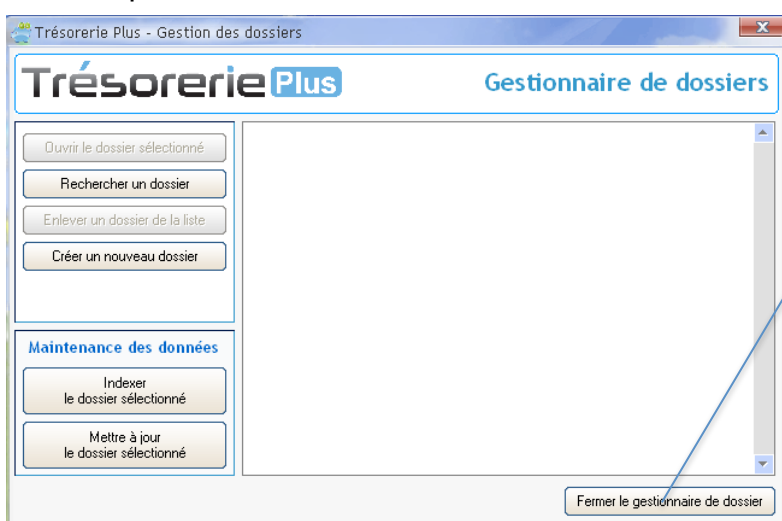 Trésorerie Plus - Gestion des dossiers
Trésorerie Plus
Gestionnaire de dossiers
Ouvrir le dossier sélectionné
Rechercher un dossier
Enlever un dossier de la liste
Créer un nouveau dossier
Maintenance des données
Indexer
le dossier sélectionné
Mettre à jour
le dossier sélectionné
Fermer le gestionnaire de dossier